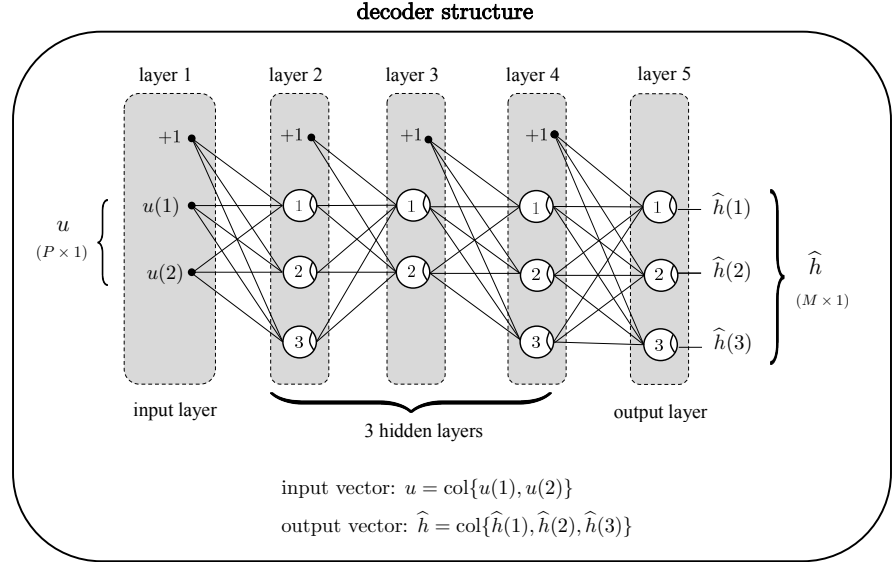 decoder structure
layer 1
layer 2
layer 3
layer 4
layer 5
+1
+1
+1
+1
u(1)
1
1
1
1
ĥ(1)
u
(P × 1)
u(2)
2
2
2
2
ĥ(2)
ĥ
(M × 1)
3
3
3
ĥ(3)
input layer
3 hidden layers
output layer
input vector: u = col{u(1), u(2)}
output vector: ĥ = col{ĥ(1), ĥ(2), ĥ(3)}